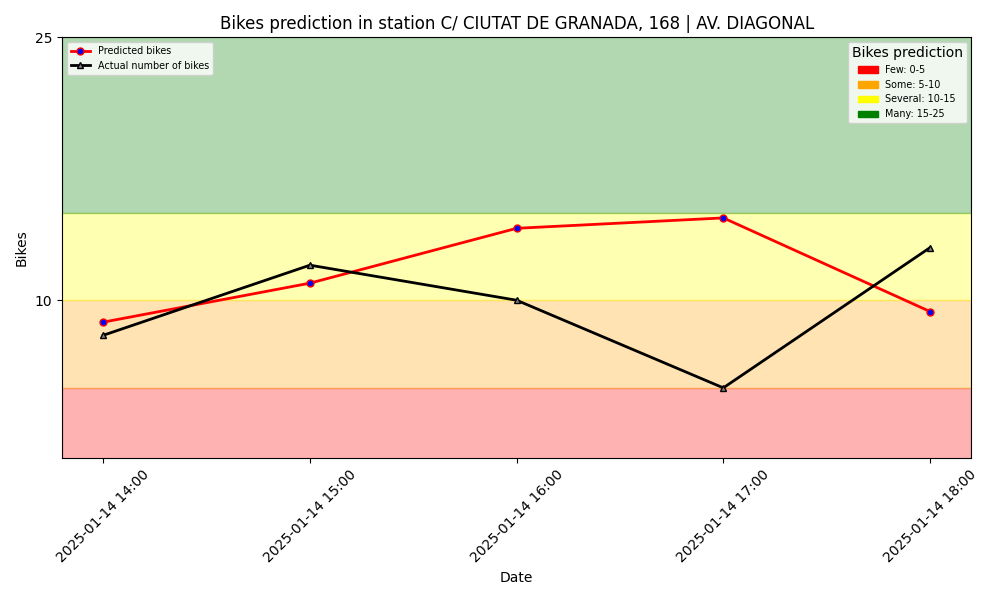 Bikes prediction in station C/ CIUTAT DE GRANADA, 168 | AV. DIAGONAL
25
Predicted bikes
Actual number of bikes
Bikes prediction
Few: 0-5
Some: 5-10
Several: 10-15
Many: 15-25
Bikes
10
2025-01-14 14:00
2025-01-14 15:00
2025-01-14 16:00
2025-01-14 17:00
2025-01-14 18:00
Date